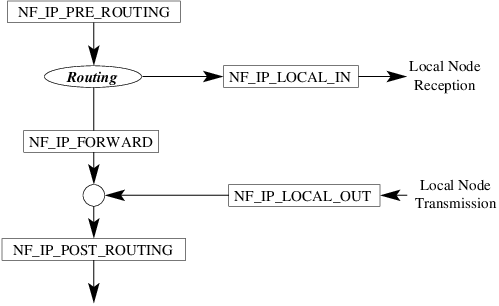 NF_IP_PRE_ROUTING
Routing
NF_IP_LOCAL_IN
Local Node
Reception
NF_IP_FORWARD
NF_IP_LOCAL_OUT
Local Node
Transmission
NF_IP_POST_ROUTING